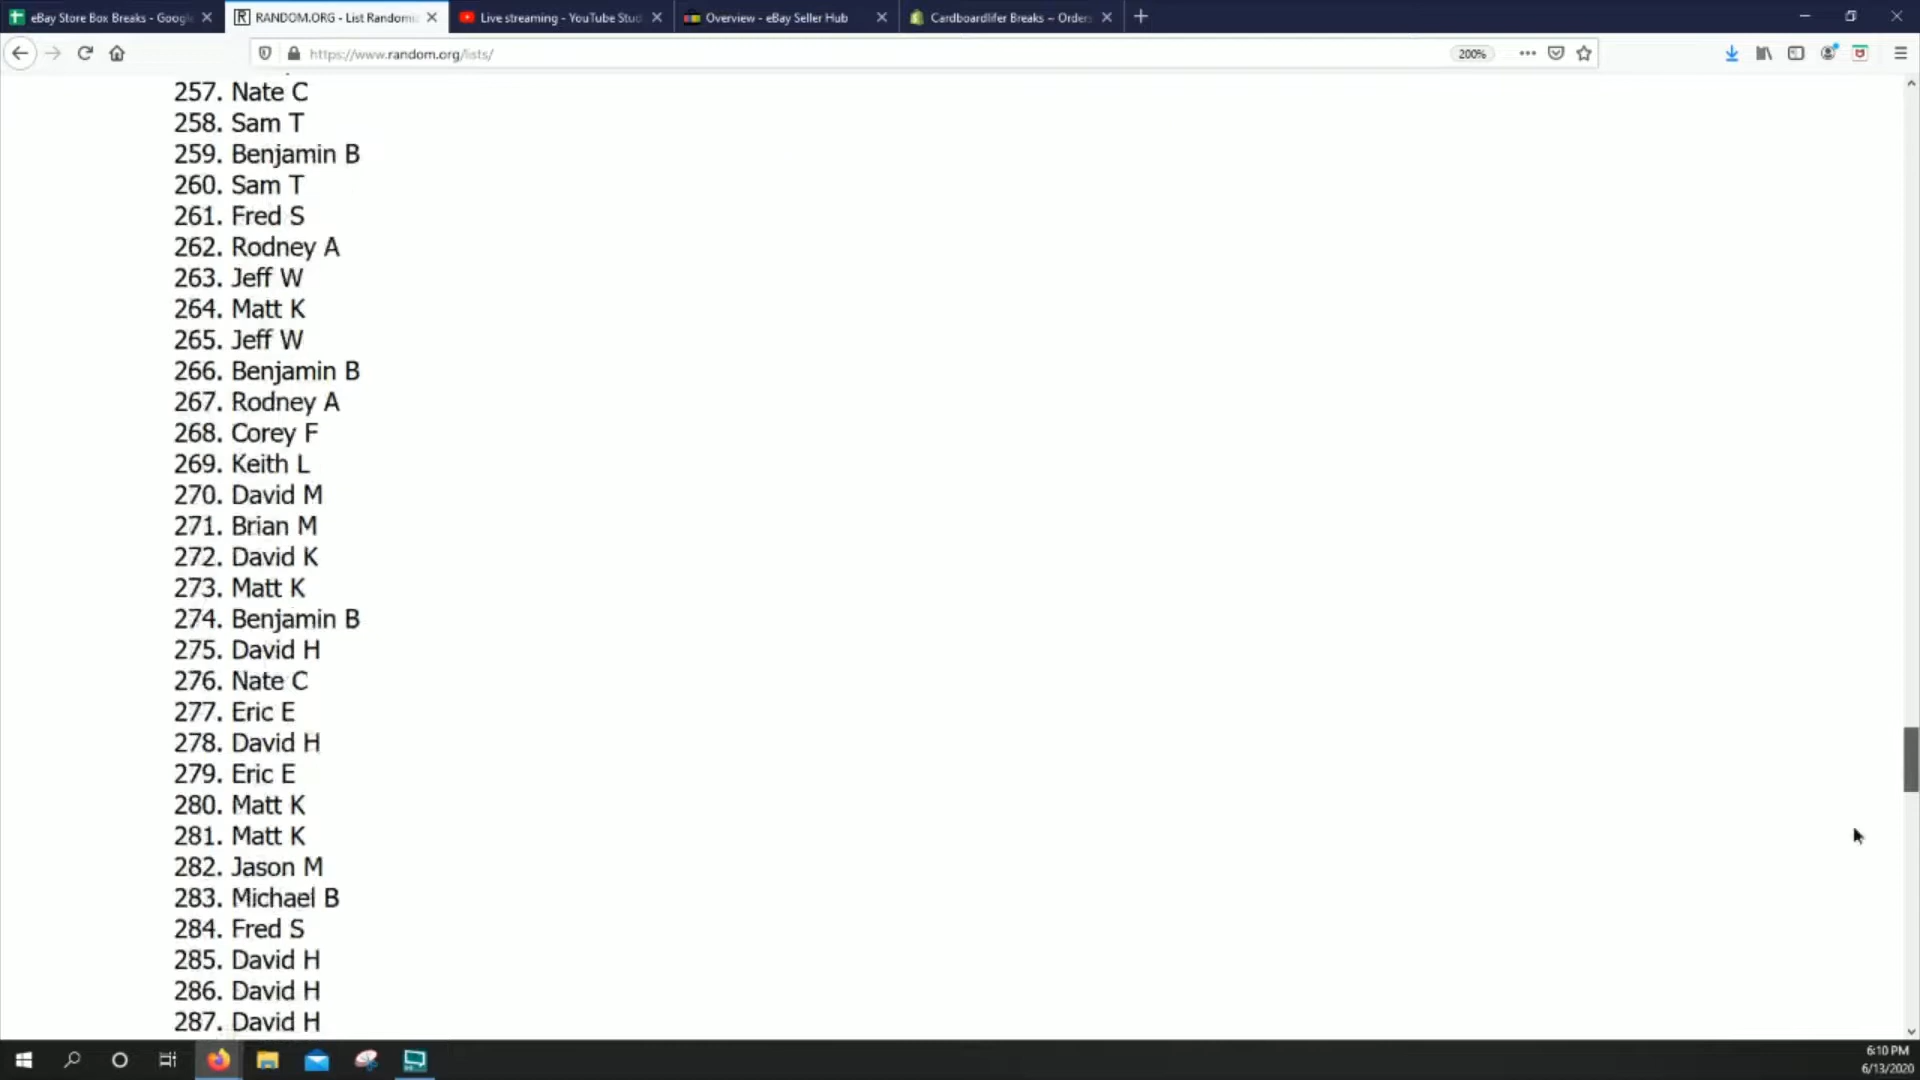 eBay Store Box Breaks - Google
RANDOM.ORG - List Randomi
Live streaming - YouTube Stud
Overview - eBay Seller Hub
Cardboardlifer Breaks ~ Orders
https://www.random.org/lists/
200%
257. Nate C
258. Sam T
259. Benjamin B
260. Sam T
261. Fred S
262. Rodney A
263. Jeff W
264. Matt K
265. Jeff W
266. Benjamin B
267. Rodney A
268. Corey F
269. Keith L
270. David M
271. Brian M
272. David K
273. Matt K
274. Benjamin B
275. David H
276. Nate C
277. Eric E
278. David H
279. Eric E
280. Matt K
281. Matt K
282. Jason M
283. Michael B
284. Fred S
285. David H
286. David H
287. David H
6:10 PM
6/13/2020